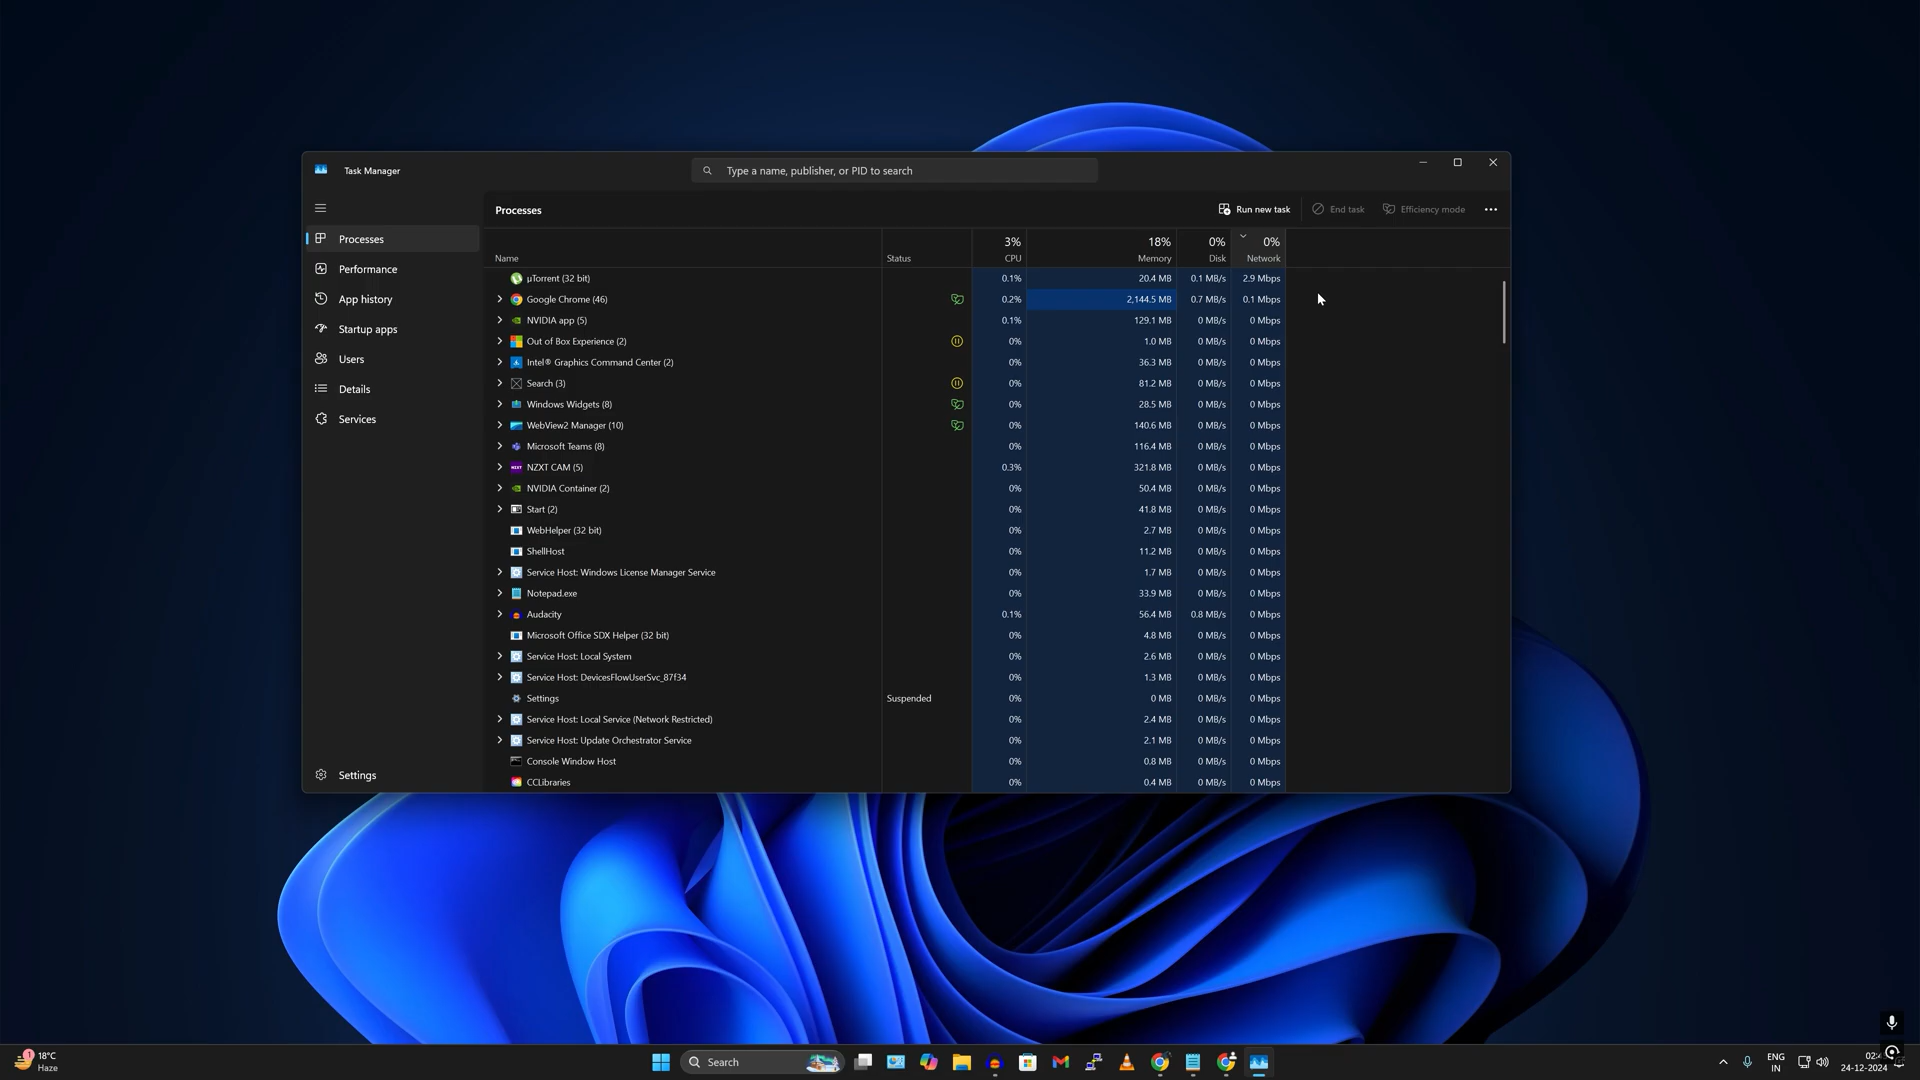 Task Manager
Type a name, publisher, or PID to search
Processes
Performance
App history
Startup apps
Users
Details
Services
Settings
Processes
Run new task
End task
Efficiency mode
3% 18% 0% 0%
Name Status CPU Memory Disk Network
µTorrent (32 bit) 0.1% 20.4 MB 0.1 MB/s 2.9 Mbps
Google Chrome (46) 0.2% 2,144.5 MB 0.7 MB/s 0.1 Mbps
NVIDIA app (5) 0.1% 129.1 MB 0 MB/s 0 Mbps
Out of Box Experience (2) 0% 1.0 MB 0 MB/s 0 Mbps
Intel® Graphics Command Center (2) 0% 36.3 MB 0 MB/s 0 Mbps
Search (3) 0% 81.2 MB 0 MB/s 0 Mbps
Windows Widgets (8) 0% 28.5 MB 0 MB/s 0 Mbps
WebView2 Manager (10) 0% 140.6 MB 0 MB/s 0 Mbps
Microsoft Teams (8) 0% 116.4 MB 0 MB/s 0 Mbps
NZXT CAM (5) 0.3% 321.8 MB 0 MB/s 0 Mbps
NVIDIA Container (2) 0% 50.4 MB 0 MB/s 0 Mbps
Start (2) 0% 41.8 MB 0 MB/s 0 Mbps
WebHelper (32 bit) 0% 2.7 MB 0 MB/s 0 Mbps
ShellHost 0% 11.2 MB 0 MB/s 0 Mbps
Service Host: Windows License Manager Service 0% 1.7 MB 0 MB/s 0 Mbps
Notepad.exe 0% 33.9 MB 0 MB/s 0 Mbps
Audacity 0.1% 56.4 MB 0.8 MB/s 0 Mbps
Microsoft Office SDX Helper (32 bit) 0% 4.8 MB 0 MB/s 0 Mbps
Service Host: Local System 0% 2.6 MB 0 MB/s 0 Mbps
Service Host: DevicesFlowUserSvc_87f34 0% 1.3 MB 0 MB/s 0 Mbps
Settings Suspended 0% 0 MB 0 MB/s 0 Mbps
Service Host: Local Service (Network Restricted) 0% 2.4 MB 0 MB/s 0 Mbps
Service Host: Update Orchestrator Service 0% 2.1 MB 0 MB/s 0 Mbps
Console Window Host 0% 0.8 MB 0 MB/s 0 Mbps
CCLibraries 0% 0.4 MB 0 MB/s 0 Mbps
1
18°C
Haze
Search
ENG
IN
24-12-2024